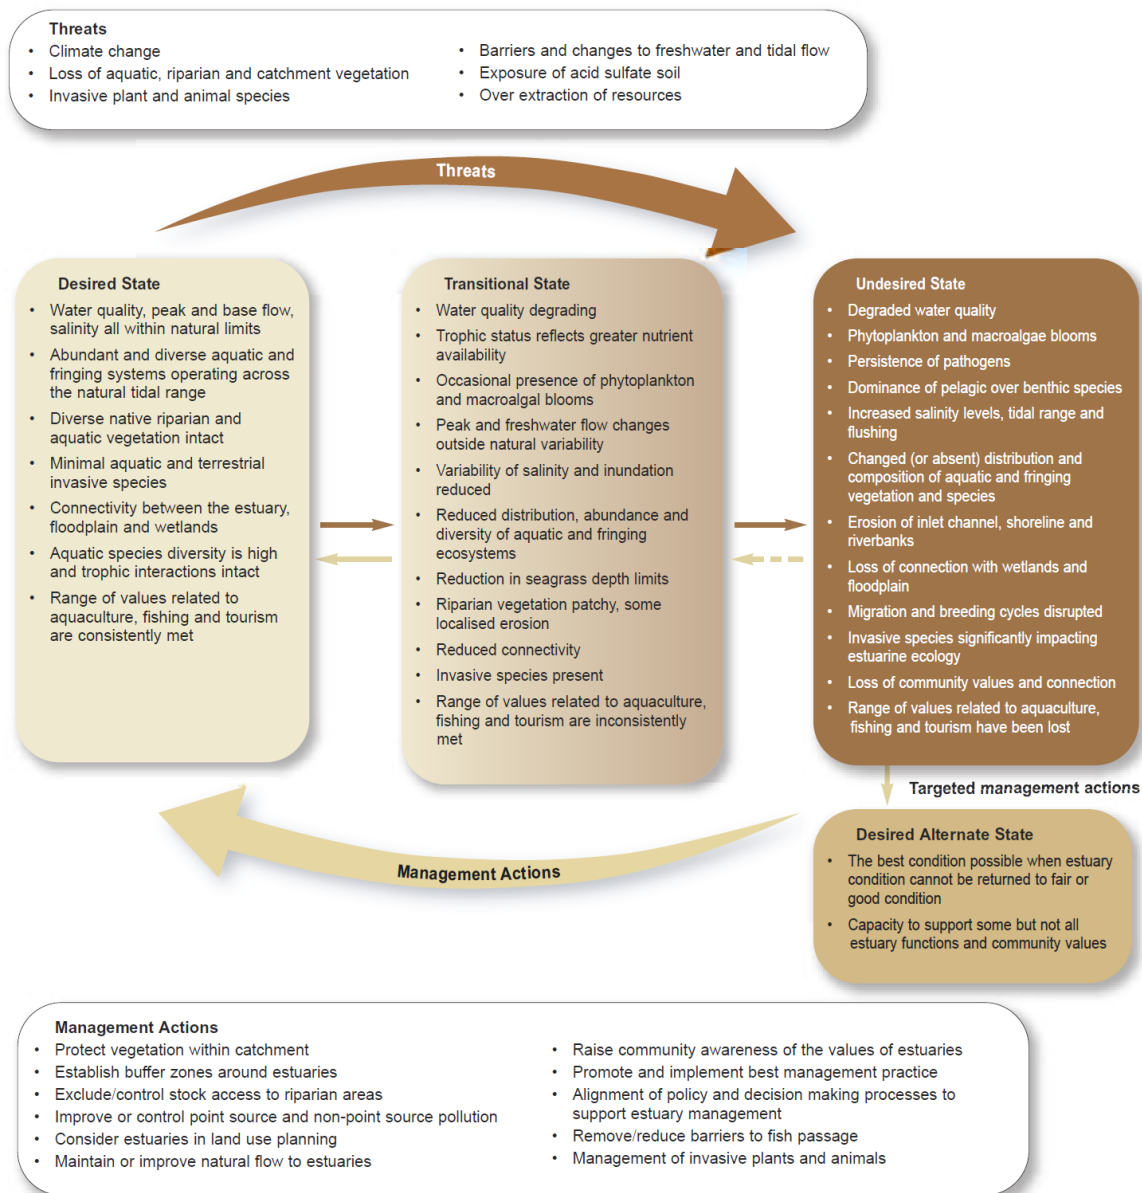 Threats
• Climate change
• Loss of aquatic, riparian and catchment vegetation
• Invasive plant and animal species
• Barriers and changes to freshwater and tidal flow
• Exposure of acid sulfate soil
• Over extraction of resources
Threats
Desired State
• Water quality, peak and base flow,
salinity all within natural limits
• Abundant and diverse aquatic and
fringing systems operating across
the natural tidal range
• Diverse native riparian and
aquatic vegetation intact
• Minimal aquatic and terrestrial
invasive species
• Connectivity between the estuary,
floodplain and wetlands
• Aquatic species diversity is high
and trophic interactions intact
• Range of values related to
aquaculture, fishing and tourism
are consistently met
Transitional State
• Water quality degrading
• Trophic status reflects greater nutrient
availability
• Occasional presence of phytoplankton
and macroalgal blooms
• Peak and freshwater flow changes
outside natural variability
• Variability of salinity and inundation
reduced
• Reduced distribution, abundance and
diversity of aquatic and fringing
ecosystems
• Reduction in seagrass depth limits
• Riparian vegetation patchy, some
localised erosion
• Reduced connectivity
• Invasive species present
• Range of values related to aquaculture,
fishing and tourism are inconsistently
met
Undesired State
• Degraded water quality
• Phytoplankton and macroalgae blooms
• Persistence of pathogens
• Dominance of pelagic over benthic species
• Increased salinity levels, tidal range and
flushing
• Changed (or absent) distribution and
composition of aquatic and fringing
vegetation and species
• Erosion of inlet channel, shoreline and
riverbanks
• Loss of connection with wetlands and
floodplain
• Migration and breeding cycles disrupted
• Invasive species significantly impacting
estuarine ecology
• Loss of community values and connection
• Range of values related to aquaculture,
fishing and tourism have been lost
Targeted management actions
Management Actions
Desired Alternate State
• The best condition possible when estuary
condition cannot be returned to fair or
good condition
• Capacity to support some but not all
estuary functions and community values
Management Actions
• Protect vegetation within catchment
• Establish buffer zones around estuaries
• Exclude/control stock access to riparian areas
• Improve or control point source and non-point source pollution
• Consider estuaries in land use planning
• Maintain or improve natural flow to estuaries
• Raise community awareness of the values of estuaries
• Promote and implement best management practice
• Alignment of policy and decision making processes to
support estuary management
• Remove/reduce barriers to fish passage
• Management of invasive plants and animals